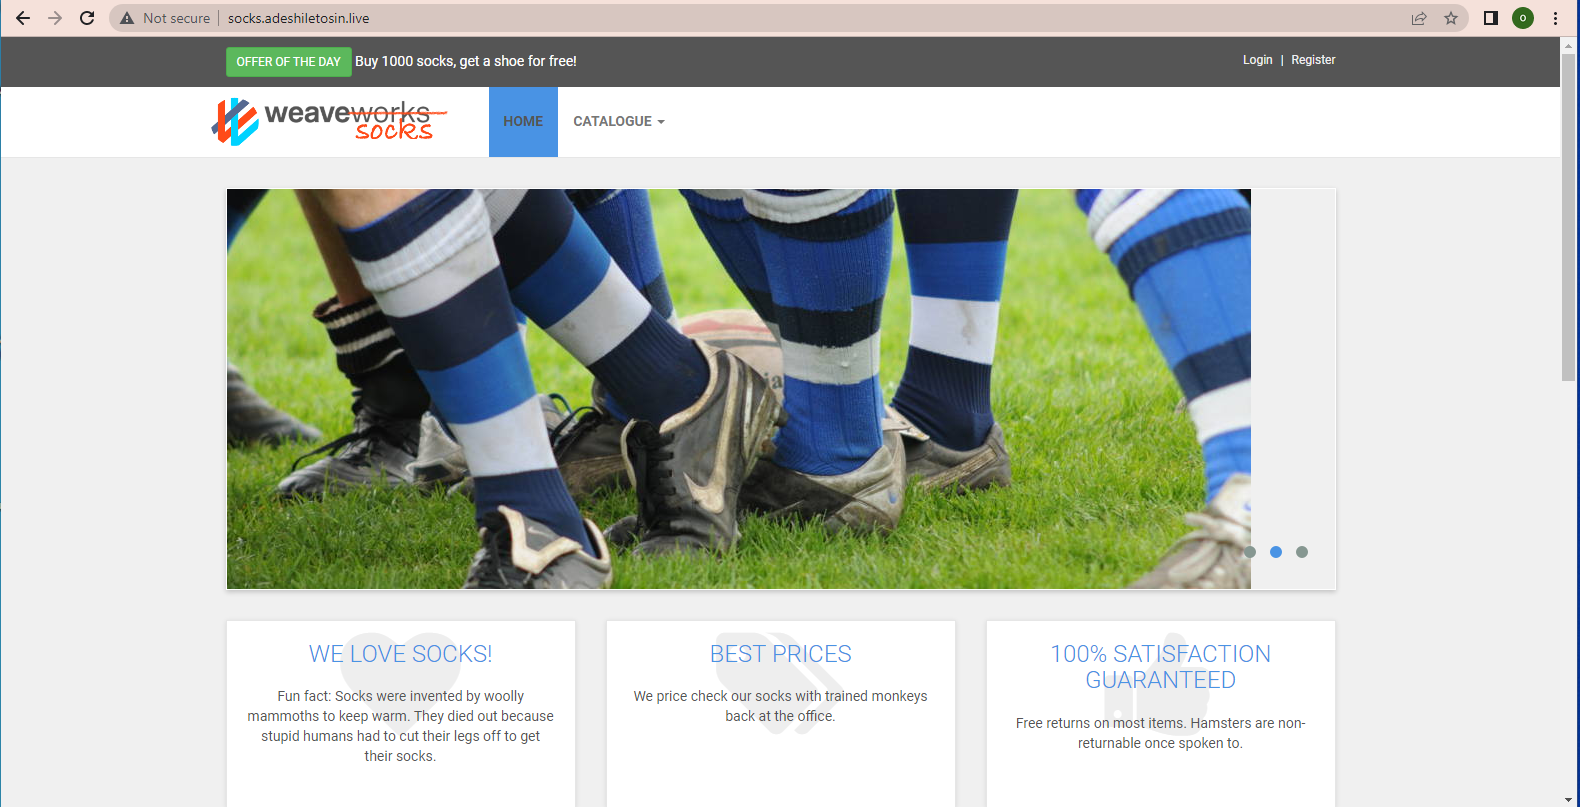 Not secure socks.adeshiletosin.live
O
OFFER OF THE DAY Buy 1000 socks, get a shoe for free!
Login | Register
weaveworks
socks
HOME CATALOGUE
WE LOVE SOCKS!
Fun fact: Socks were invented by woolly
mammoths to keep warm. They died out because
stupid humans had to cut their legs off to get
their socks.
BEST PRICES
We price check our socks with trained monkeys
back at the office.
100% SATISFACTION
GUARANTEED
Free returns on most items. Hamsters are non-
returnable once spoken to.